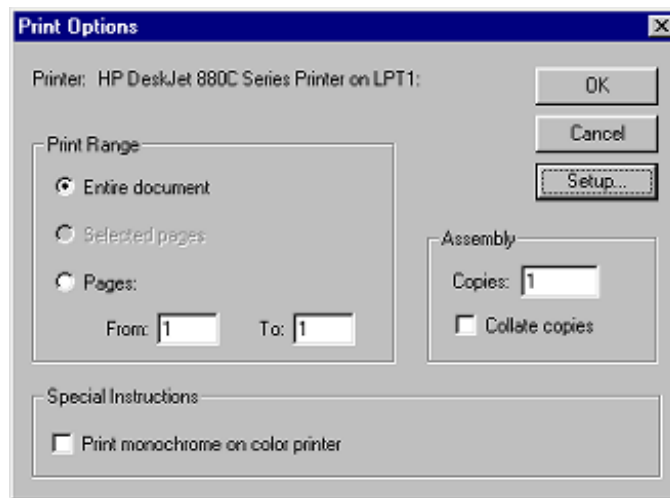 Print Options
Printer: HP DeskJet 880C Series Printer on LPT1:
OK
Cancel
Setup...
Print Range
Entire document
Selected pages
Pages:
From: 1 To: 1
Assembly
Copies: 1
Collate copies
Special Instructions
Print monochrome on color printer